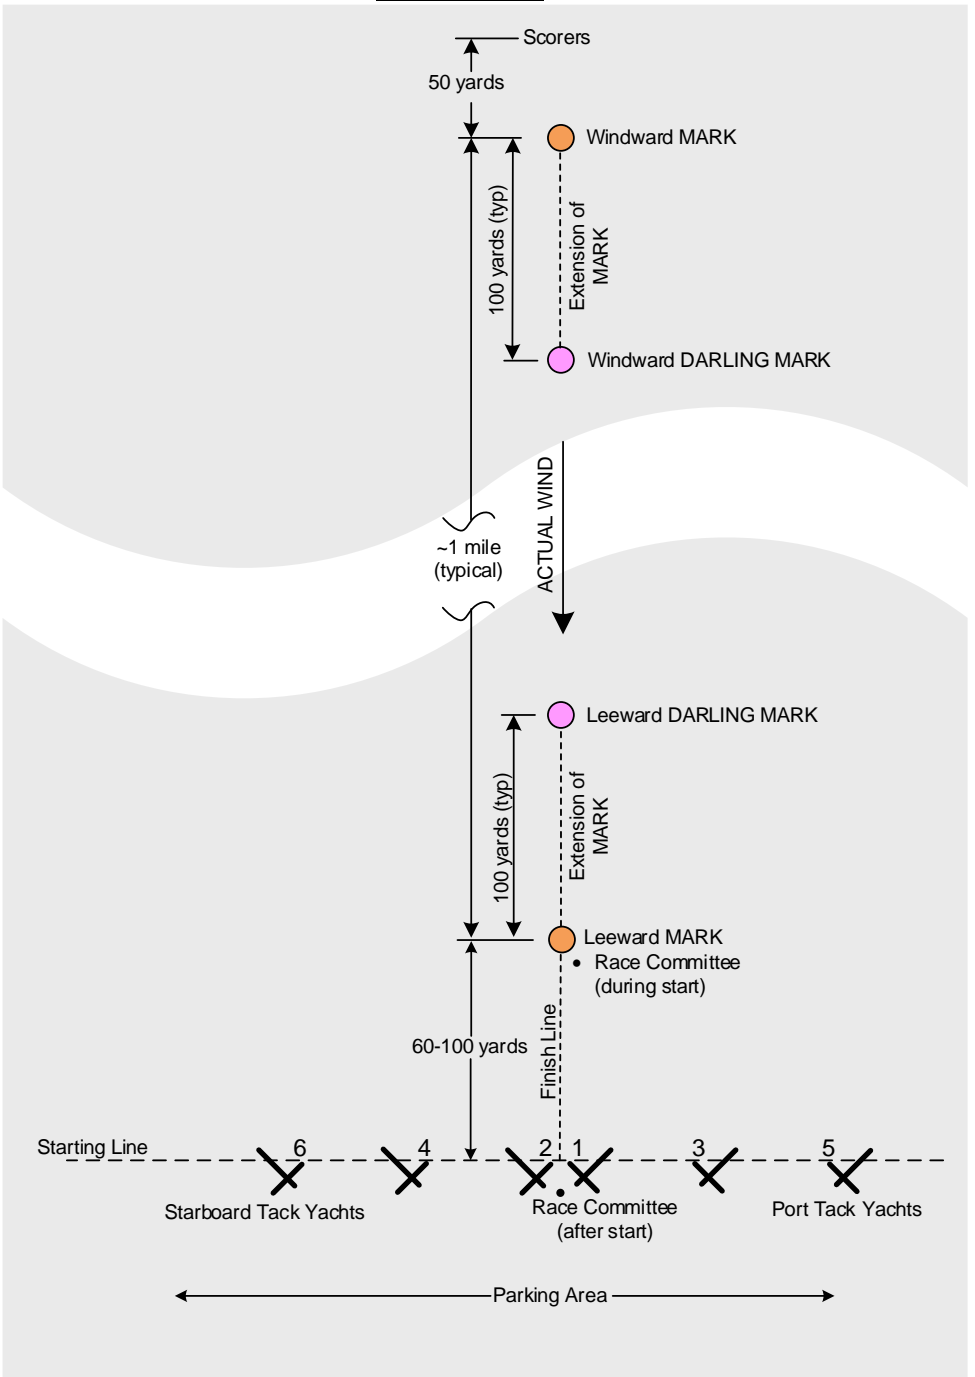 Scorers
50 yards
Windward MARK
100 yards (typ)
Extension of
MARK
Windward DARLING MARK
ACTUAL WIND
~1 mile
(typical)
Leeward DARLING MARK
100 yards (typ)
Extension of
MARK
Leeward MARK
Race Committee
(during start)
60-100 yards
Finish Line
Starting Line
6 4 2 1 3 5
Starboard Tack Yachts
Race Committee
(after start)
Port Tack Yachts
Parking Area